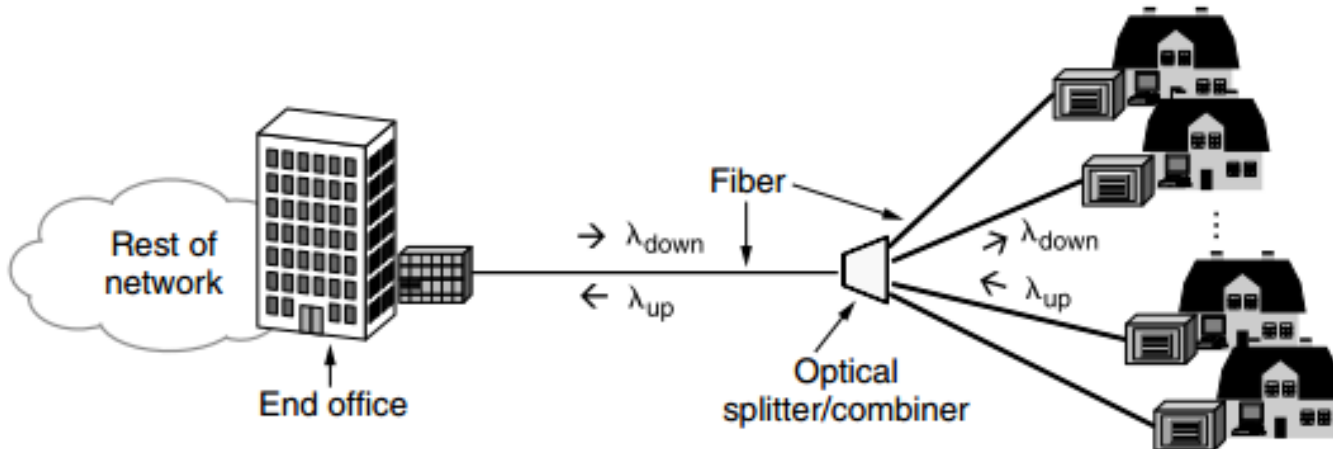 Rest of
network
End office
→ λdown
← λup
Fiber
Optical
splitter/combiner
→ λdown
← λup